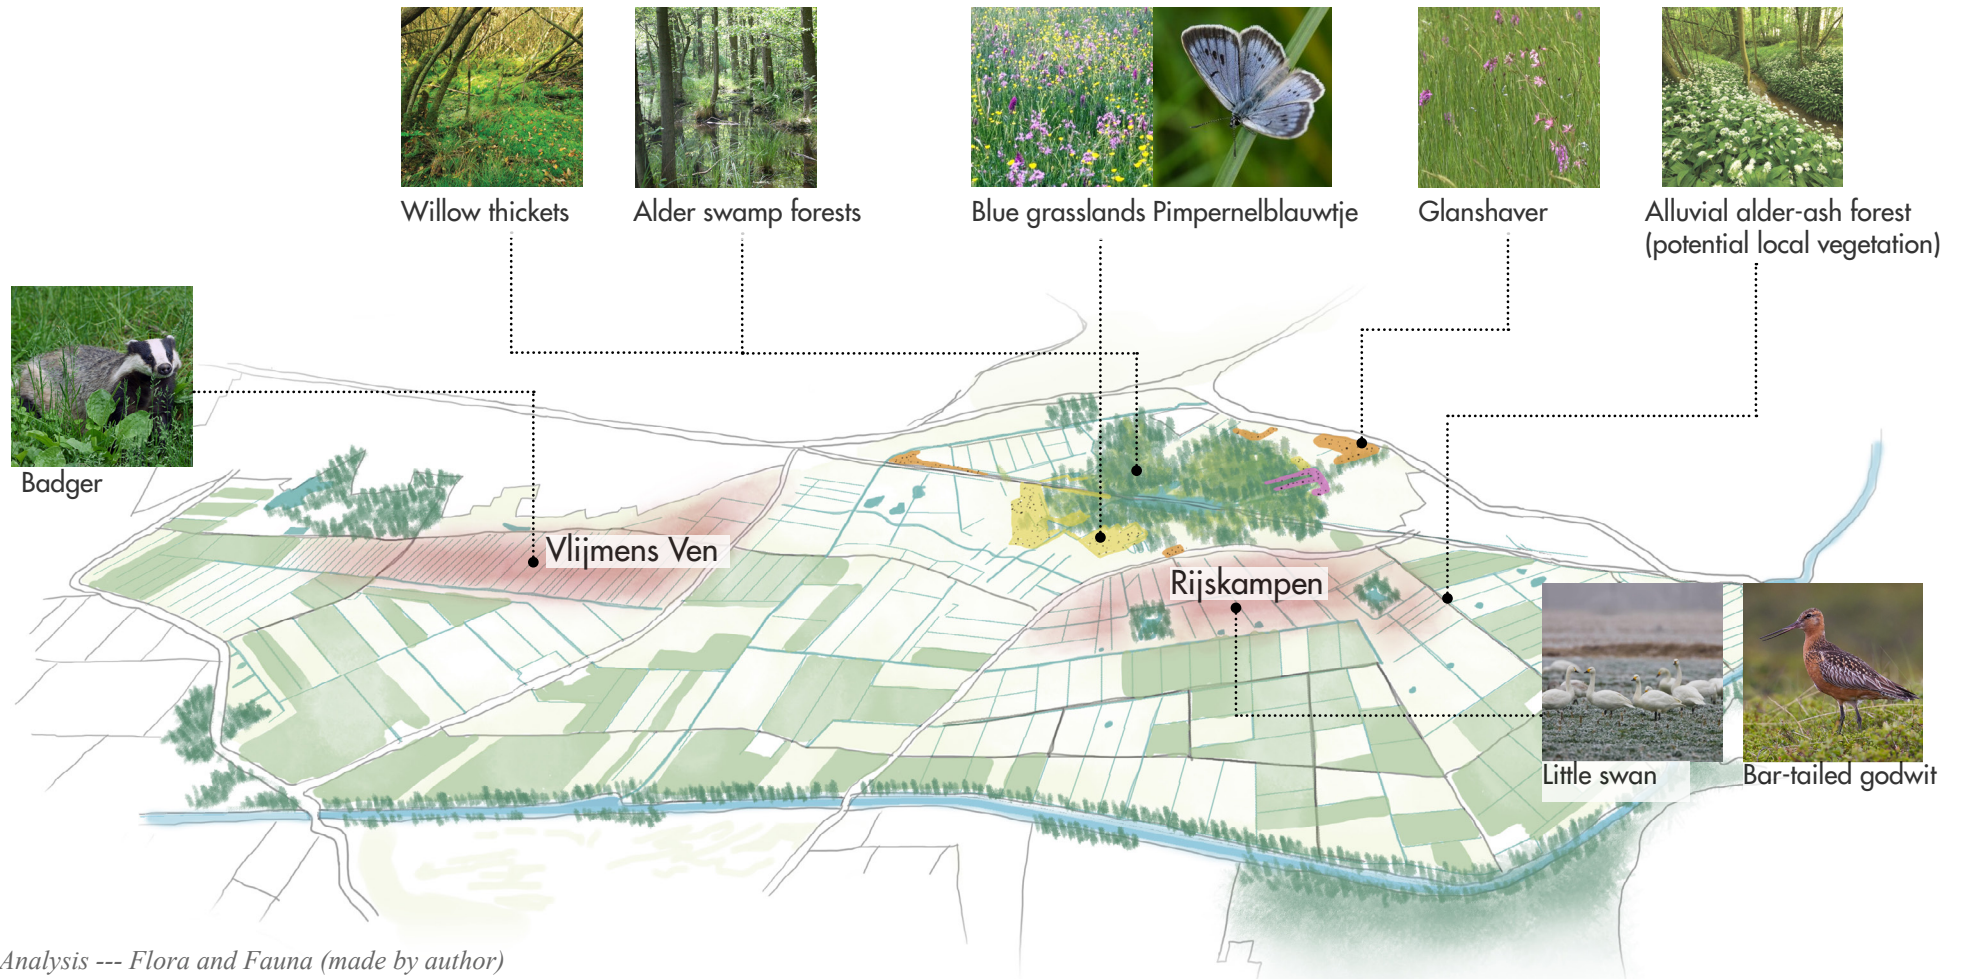 Willow thickets
Alder swamp forests
Blue grasslands Pimpernelblauwtje
Glanshaver
Alluvial alder-ash forest
(potential local vegetation)
Badger
Vlijmens Ven
Rijskampen
Little swan
Bar-tailed godwit
Analysis --- Flora and Fauna (made by author)